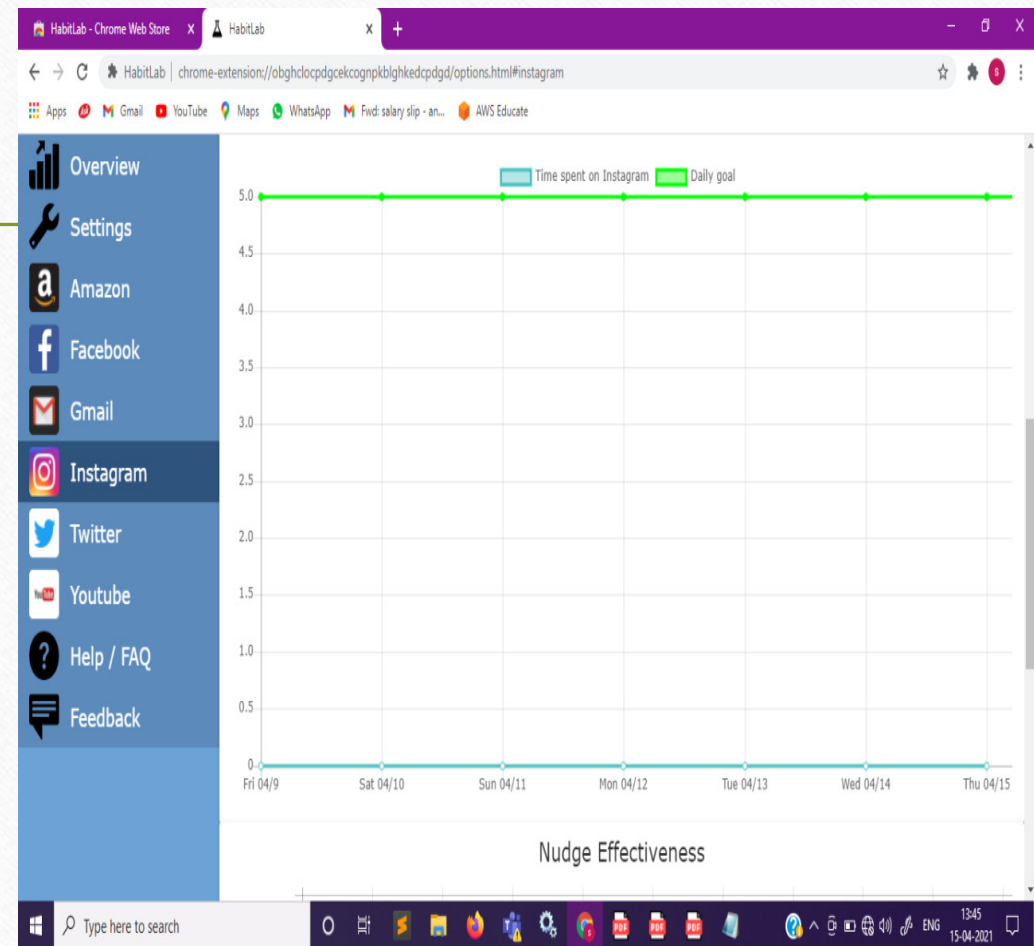 HabitLab - Chrome Web Store
HabitLab
HabitLab | chrome-extension://obghclocpdgcekcognpkblghkedcpdgd/options.html#instagram
Apps Gmail YouTube Maps WhatsApp Fwd: salary slip - an... AWS Educate
Overview
Settings
Amazon
Facebook
Gmail
Instagram
Twitter
Youtube
Help / FAQ
Feedback
Time spent on Instagram Daily goal
5.0
4.5
4.0
3.5
3.0
2.5
2.0
1.5
1.0
0.5
0
Fri 04/9 Sat 04/10 Sun 04/11 Mon 04/12 Tue 04/13 Wed 04/14 Thu 04/15
Nudge Effectiveness
Type here to search
ENG
13:45
15-04-2021